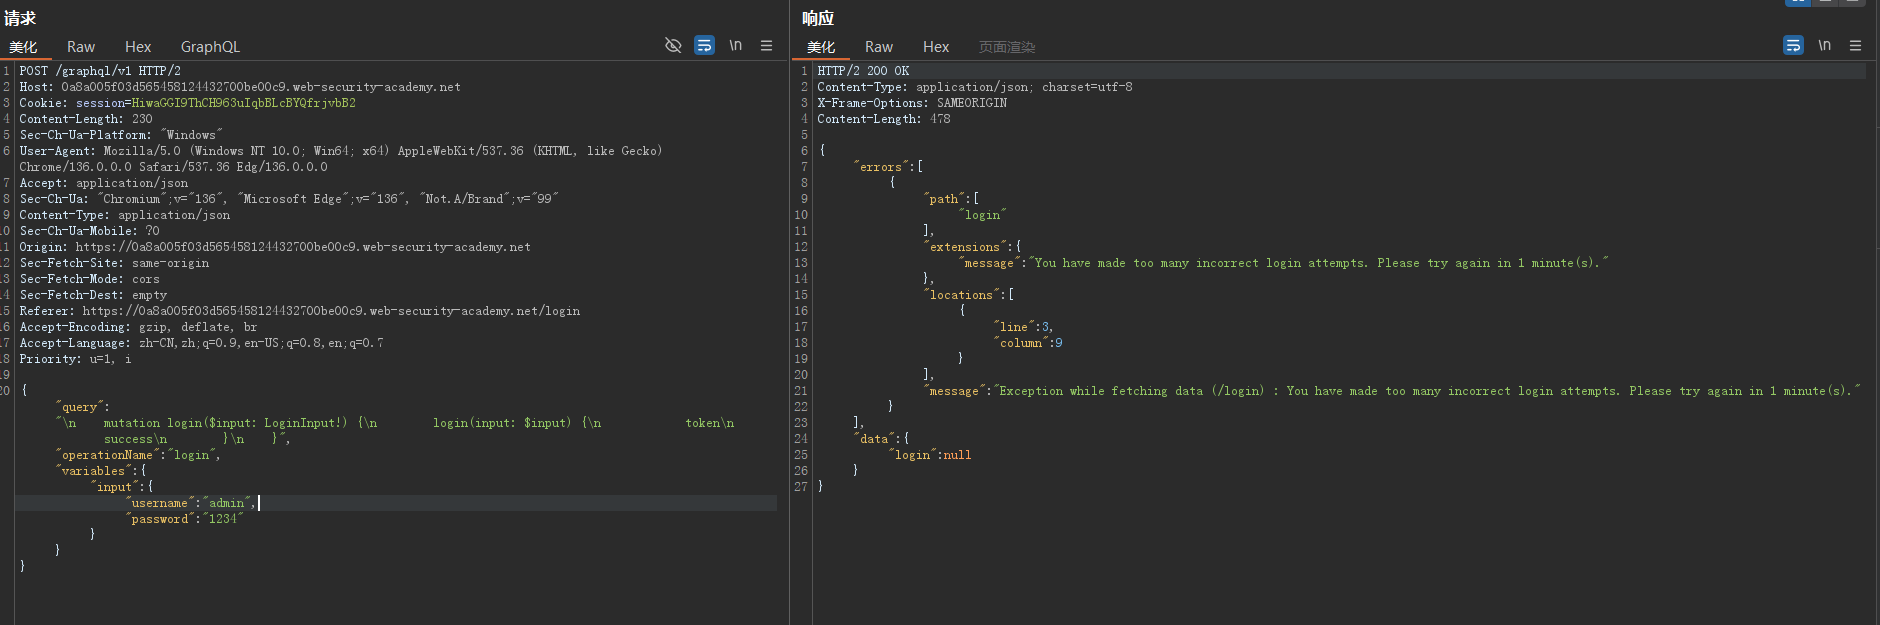 请求
美化 Raw Hex GraphQL \n
1 POST /graphql/v1 HTTP/2
2 Host: 0a8a005f03d565458124432700be00c9.web-security-academy.net
3 Cookie: session=HiwaGGI9ThCH963uIqbBLcBYQfrjvbB2
4 Content-Length: 230
5 Sec-Ch-Ua-Platform: "Windows"
6 User-Agent: Mozilla/5.0 (Windows NT 10.0; Win64; x64) AppleWebKit/537.36 (KHTML, like Gecko)
Chrome/136.0.0.0 Safari/537.36 Edg/136.0.0.0
7 Accept: application/json
8 Sec-Ch-Ua: "Chromium";v="136", "Microsoft Edge";v="136", "Not.A/Brand";v="99"
9 Content-Type: application/json
0 Sec-Ch-Ua-Mobile: ?0
1 Origin: https://0a8a005f03d565458124432700be00c9.web-security-academy.net
2 Sec-Fetch-Site: same-origin
3 Sec-Fetch-Mode: cors
4 Sec-Fetch-Dest: empty
5 Referer: https://0a8a005f03d565458124432700be00c9.web-security-academy.net/login
6 Accept-Encoding: gzip, deflate, br
7 Accept-Language: zh-CN,zh;q=0.9,en-US;q=0.8,en;q=0.7
8 Priority: u=1, i
9
0 {
"query":
"\n mutation login($input: LoginInput!) {\n login(input: $input) {\n token\n
success\n }\n }",
"operationName":"login",
"variables":{
"input":{
"username":"admin",
"password":"1234"
}
}
}
响应
美化 Raw Hex 页面渲染 \n
1 HTTP/2 200 OK
2 Content-Type: application/json; charset=utf-8
3 X-Frame-Options: SAMEORIGIN
4 Content-Length: 478
5
6 {
7 "errors":[
8 {
9 "path":[
10 "login"
11 ],
12 "extensions":{
13 "message":"You have made too many incorrect login attempts. Please try again in 1 minute(s)."
14 },
15 "locations":[
16 {
17 "line":3,
18 "column":9
19 }
20 ],
21 "message":"Exception while fetching data (/login) : You have made too many incorrect login attempts. Please try again in 1 minute(s)."
22 }
23 ],
24 "data":{
25 "login":null
26 }
27 }